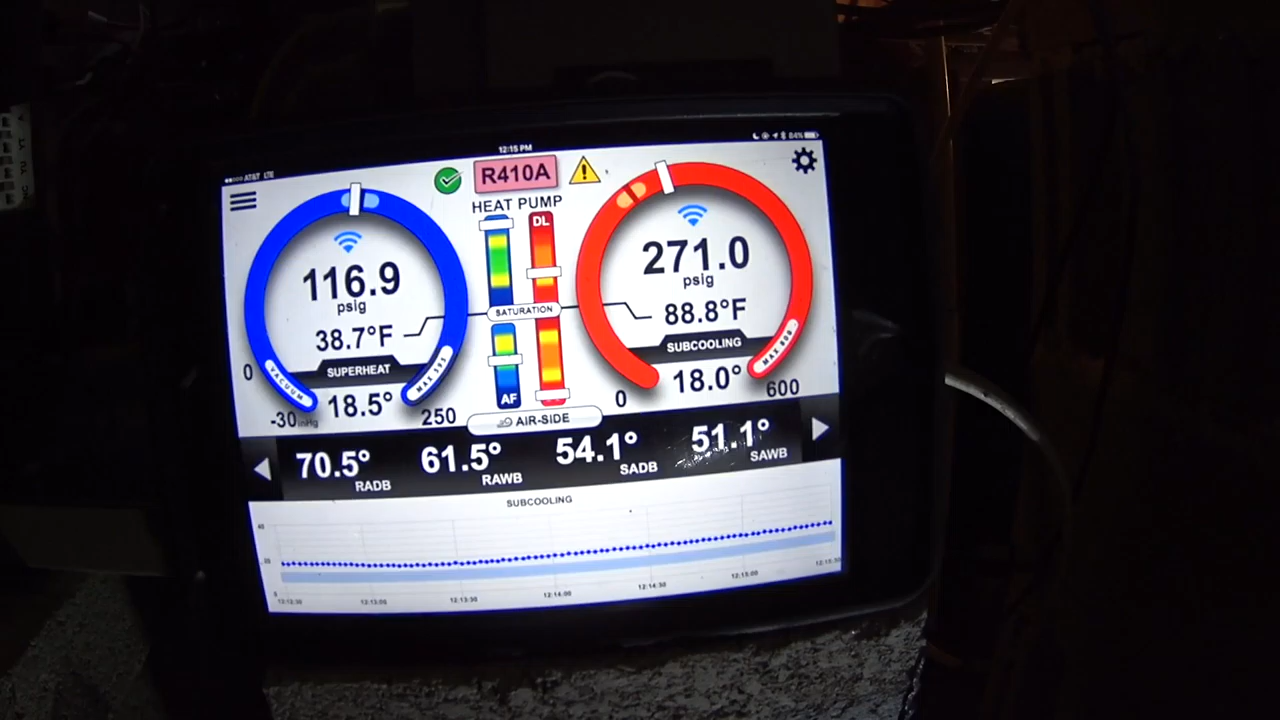 AT&T LTE
12:15 PM
84%
R410A
HEAT PUMP
DL
116.9
psig
38.7°F
SUPERHEAT
18.5°
0
VACUUM
-30 inHg
250
SATURATION
AF
AIR-SIDE
271.0
psig
88.8°F
SUBCOOLING
18.0°
0
600
70.5°
RADB
61.5°
RAWB
54.1°
SADB
51.1°
SAWB
SUBCOOLING
12:12:30
12:13:00
12:13:30
12:14:00
12:14:30
12:15:00